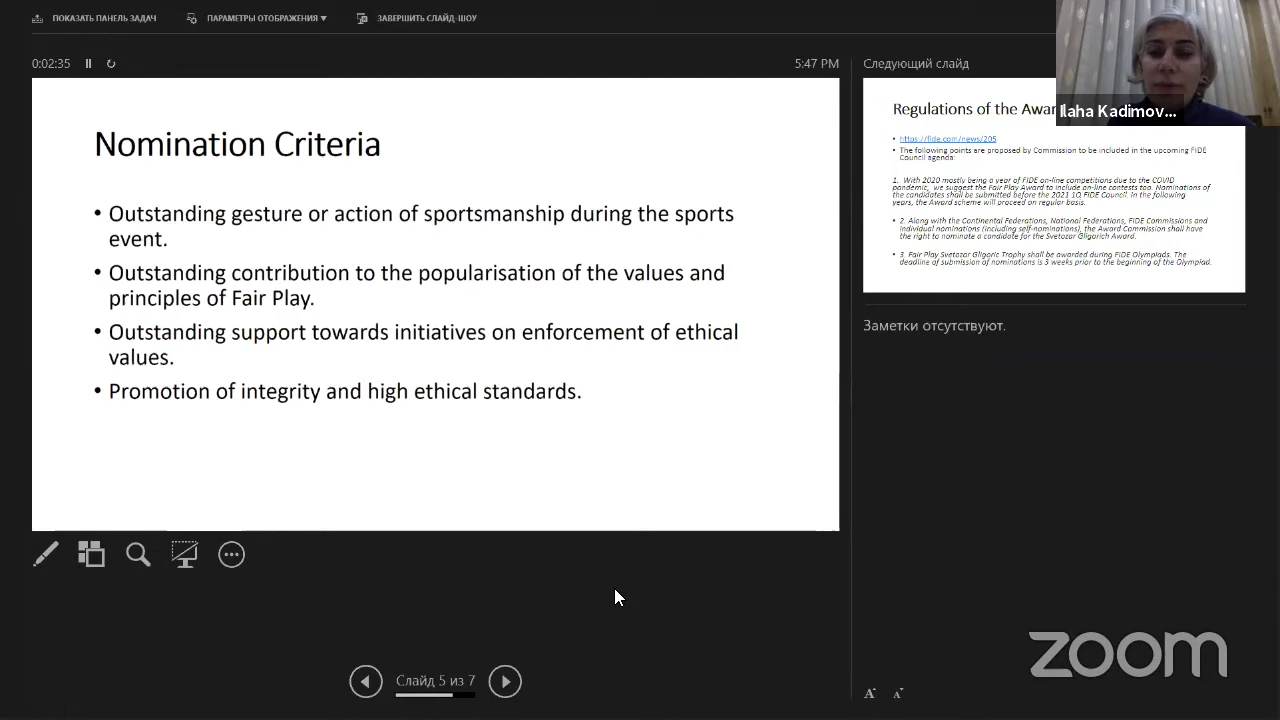 ПОКАЗАТЬ ПАНЕЛЬ ЗАДАЧ
ПАРАМЕТРЫ ОТОБРАЖЕНИЯ ▾
ЗАВЕРШИТЬ СЛАЙД-ШОУ
0:02:35
5:47 PM
Nomination Criteria
• Outstanding gesture or action of sportsmanship during the sports
event.
• Outstanding contribution to the popularisation of the values and
principles of Fair Play.
• Outstanding support towards initiatives on enforcement of ethical
values.
• Promotion of integrity and high ethical standards.
Слайд 5 из 7
Следующий слайд
Ilaha Kadimov...
Regulations of the Awar
• https://fide.com/news/205
• The following points are proposed by Commission to be included in the upcoming FIDE
Council agenda:
1. With 2020 mostly being a year of FIDE on-line competitions due to the COVID
pandemic, we suggest the Fair Play Award to include on-line contests too. Nominations of
the candidates shall be submitted before the 2021 1Q FIDE Council. In the following
years, the Award scheme will proceed on regular basis.
• 2. Along with the Continental Federations, National Federations, FIDE Commissions and
individual nominations (including self-nominations), the Award Commission shall have
the right to nominate a candidate for the Svetozar Gligorich Award.
• 3. Fair Play Svetozar Gligoric Trophy shall be awarded during FIDE Olympiads. The
deadline of submission of nominations is 3 weeks prior to the beginning of the Olympiad.
Заметки отсутствуют.
zoom
A A